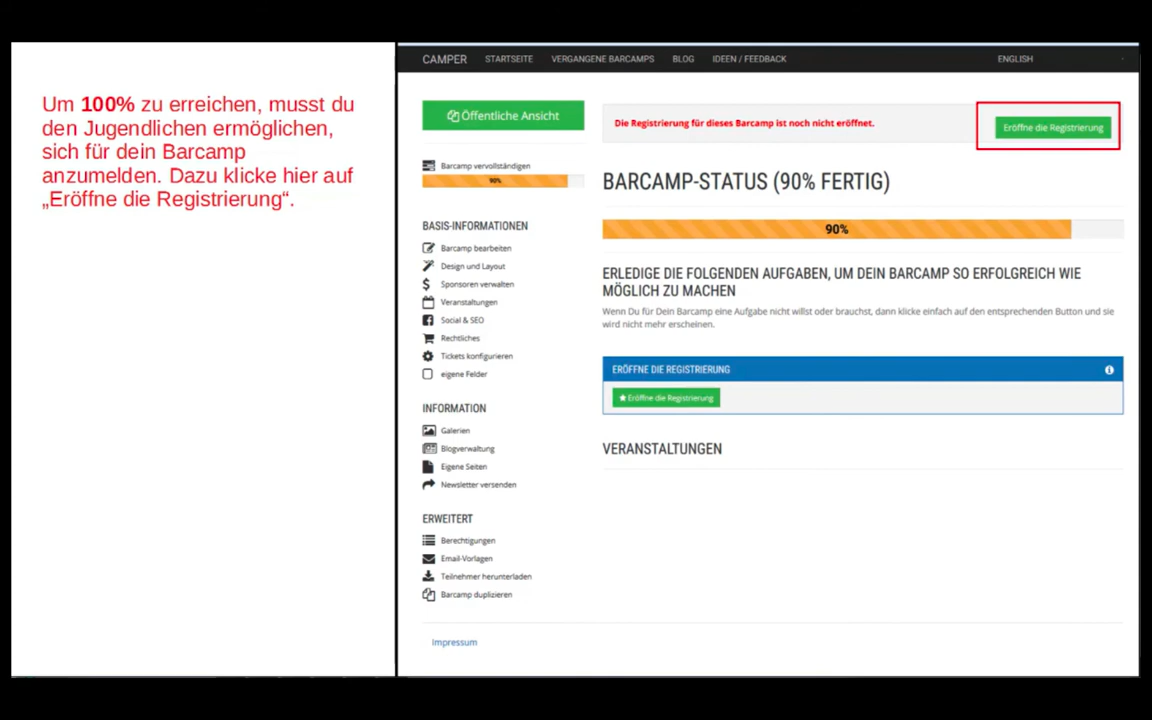 Um 100% zu erreichen, musst du
den Jugendlichen ermöglichen,
sich für dein Barcamp
anzumelden. Dazu klicke hier auf
„Eröffne die Registrierung“.
CAMPER STARTSEITE VERGANGENE BARCAMPS BLOG IDEEN / FEEDBACK ENGLISH
Öffentliche Ansicht
Barcamp vervollständigen
90%
BASIS-INFORMATIONEN
Barcamp bearbeiten
Design und Layout
Sponsoren verwalten
Veranstaltungen
Social & SEO
Rechtliches
Tickets konfigurieren
eigene Felder
INFORMATION
Galerien
Blogverwaltung
Eigene Seiten
Newsletter versenden
ERWEITERT
Berechtigungen
Email-Vorlagen
Teilnehmer herunterladen
Barcamp duplizieren
Die Registrierung für dieses Barcamp ist noch nicht eröffnet.
Eröffne die Registrierung
BARCAMP-STATUS (90% FERTIG)
90%
ERLEDIGE DIE FOLGENDEN AUFGABEN, UM DEIN BARCAMP SO ERFOLGREICH WIE
MÖGLICH ZU MACHEN
Wenn Du für Dein Barcamp eine Aufgabe nicht willst oder brauchst, dann klicke einfach auf den entsprechenden Button und sie
wird nicht mehr erscheinen.
ERÖFFNE DIE REGISTRIERUNG
Eröffne die Registrierung
VERANSTALTUNGEN
Impressum